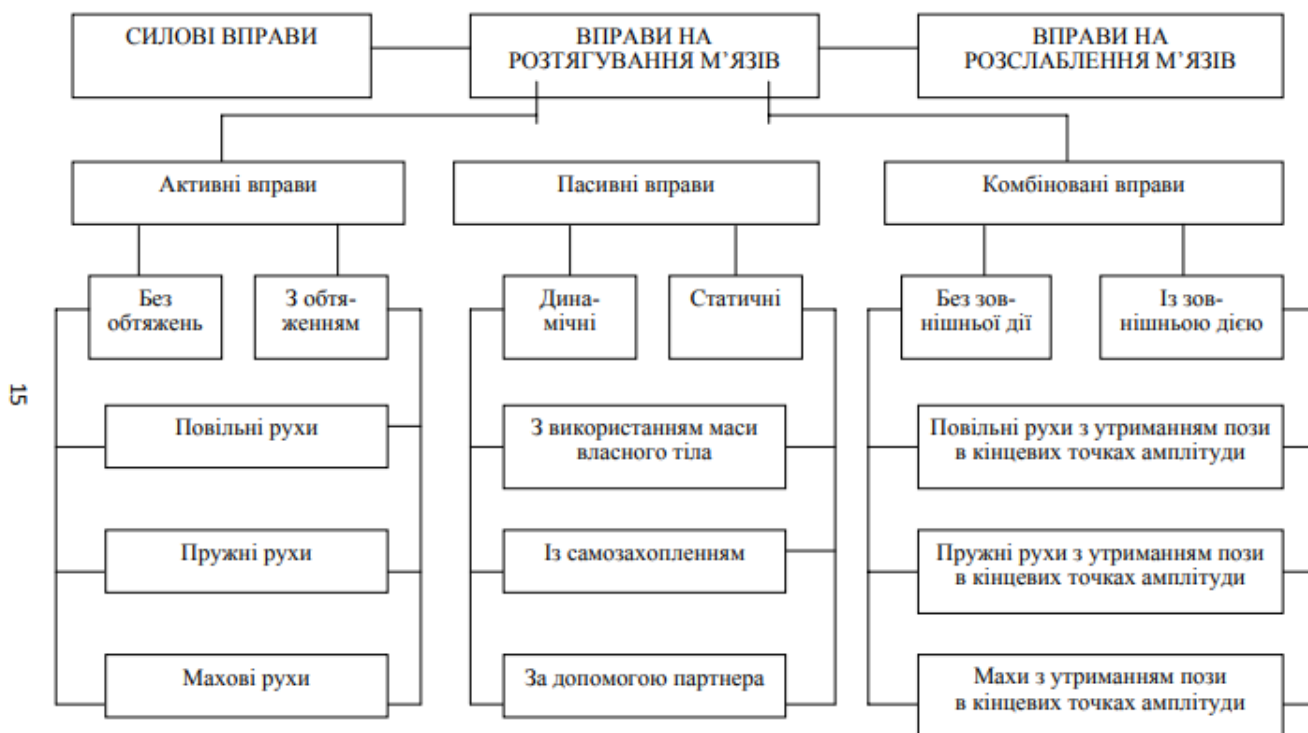 СИЛОВІ ВПРАВИ
ВПРАВИ НА
РОЗТЯГУВАННЯ М’ЯЗІВ
ВПРАВИ НА
РОЗСЛАБЛЕННЯ М’ЯЗІВ
Активні вправи
Пасивні вправи
Комбіновані вправи
Без
обтяжень
З обтя-
женням
Дина-
мічні
Статичні
Без зов-
нішньої дії
Із зов-
нішньою дією
15
Повільні рухи
З використанням маси
власного тіла
Повільні рухи з утриманням пози
в кінцевих точках амплітуди
Пружні рухи
Із самозахопленням
Пружні рухи з утриманням пози
в кінцевих точках амплітуди
Махові рухи
За допомогою партнера
Махи з утриманням пози
в кінцевих точках амплітуди